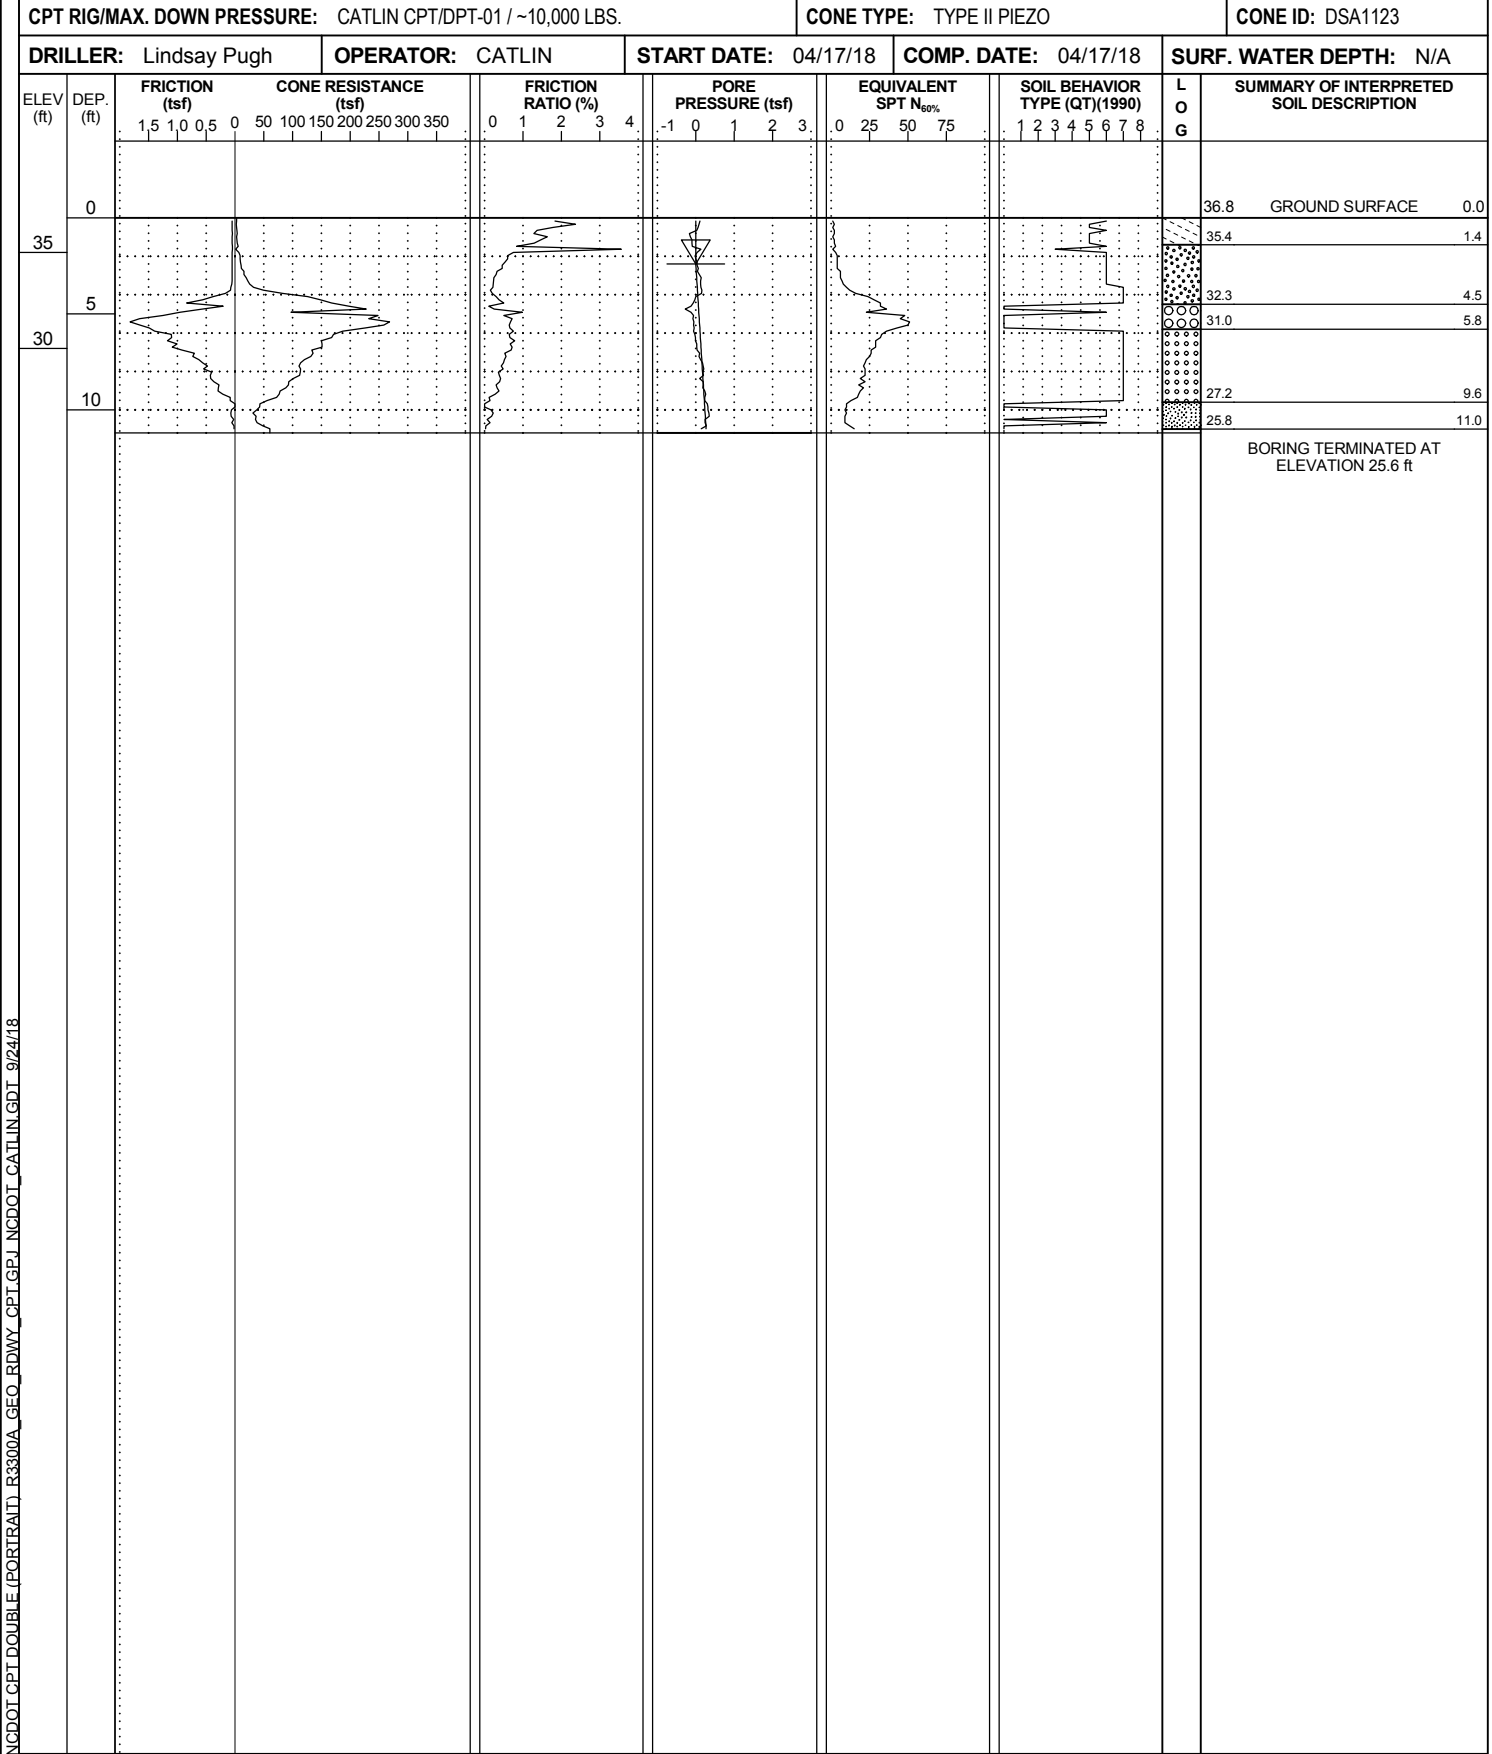 CPT RIG/MAX. DOWN PRESSURE: CATLIN CPT/DPT-01 / ~10,000 LBS. CONE TYPE: TYPE II PIEZO CONE ID: DSA1123
DRILLER: Lindsay Pugh OPERATOR: CATLIN START DATE: 04/17/18 COMP. DATE: 04/17/18 SURF. WATER DEPTH: N/A
ELEV (ft)
DEP. (ft)
FRICTION (tsf)
1.5 1.0 0.5 0
CONE RESISTANCE (tsf)
50 100 150 200 250 300 350
FRICTION RATIO (%)
0 1 2 3 4
PORE PRESSURE (tsf)
-1 0 1 2 3
EQUIVALENT SPT N60%
0 25 50 75
SOIL BEHAVIOR TYPE (QT)(1990)
1 2 3 4 5 6 7 8
L
O
G
SUMMARY OF INTERPRETED SOIL DESCRIPTION
0
36.8 GROUND SURFACE 0.0
35
35.4 1.4
32.3 4.5
5
31.0 5.8
30
27.2 9.6
10
25.8 11.0
BORING TERMINATED AT
ELEVATION 25.6 ft
NCDOT CPT DOUBLE (PORTRAIT) R3300A_GEO_RDWY_CPT.GPJ NCDOT_CATLIN.GDT 9/24/18